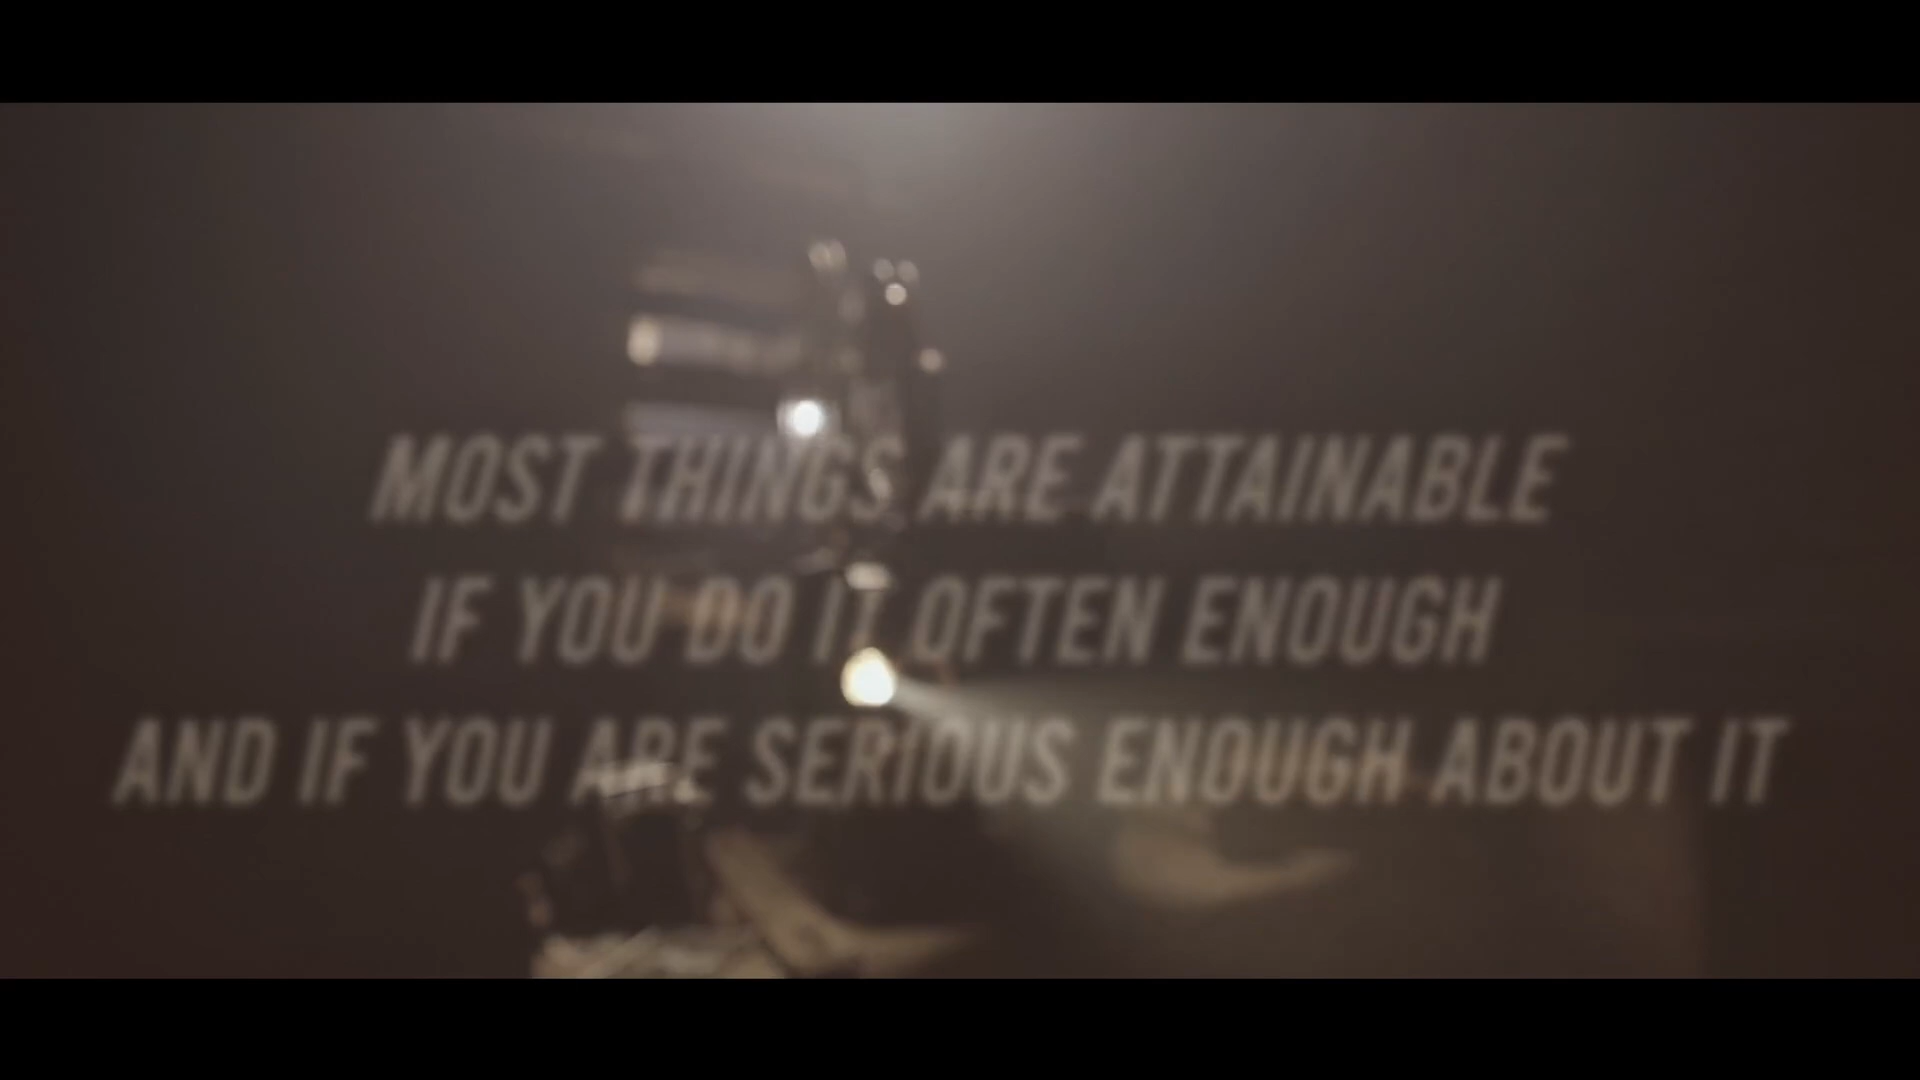 MOST THINGS ARE ATTAINABLE
IF YOU DO IT OFTEN ENOUGH
AND IF YOU ARE SERIOUS ENOUGH ABOUT IT